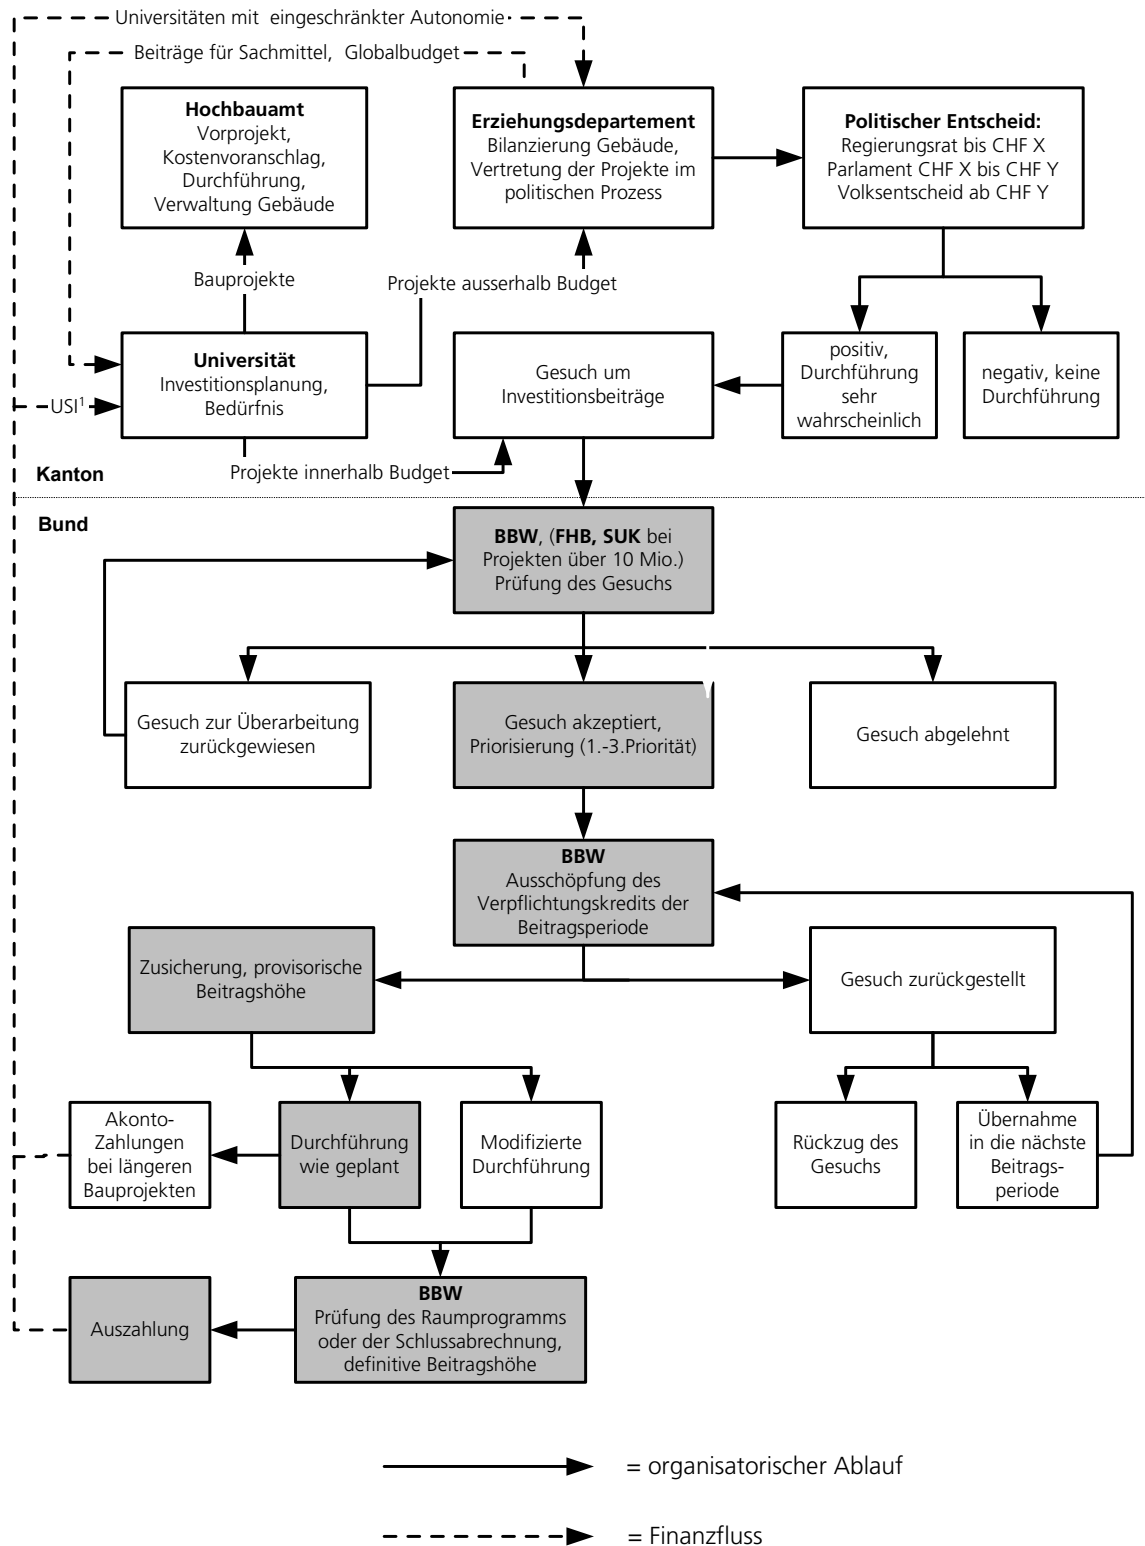 Universitäten mit eingeschränkter Autonomie
Beiträge für Sachmittel, Globalbudget
Hochbauamt
Vorprojekt,
Kostenvoranschlag,
Durchführung,
Verwaltung Gebäude
Erziehungsdepartement
Bilanzierung Gebäude,
Vertretung der Projekte im
politischen Prozess
Politischer Entscheid:
Regierungsrat bis CHF X
Parlament CHF X bis CHF Y
Volksentscheid ab CHF Y
Bauprojekte
Projekte ausserhalb Budget
Universität
Investitionsplanung,
Bedürfnis
Gesuch um
Investitionsbeiträge
positiv,
Durchführung
sehr
wahrscheinlich
negativ, keine
Durchführung
USI¹
Projekte innerhalb Budget
Kanton
Bund
BBW, (FHB, SUK bei
Projekten über 10 Mio.)
Prüfung des Gesuchs
Gesuch zur Überarbeitung
zurückgewiesen
Gesuch akzeptiert,
Priorisierung (1.-3.Priorität)
Gesuch abgelehnt
BBW
Ausschöpfung des
Verpflichtungskredits der
Beitragsperiode
Zusicherung, provisorische
Beitragshöhe
Gesuch zurückgestellt
Akonto-
Zahlungen
bei längeren
Bauprojekten
Durchführung
wie geplant
Modifizierte
Durchführung
Rückzug des
Gesuchs
Übernahme
in die nächste
Beitrags-
periode
Auszahlung
BBW
Prüfung des Raumprogramms
oder der Schlussabrechnung,
definitive Beitragshöhe
= organisatorischer Ablauf
= Finanzfluss